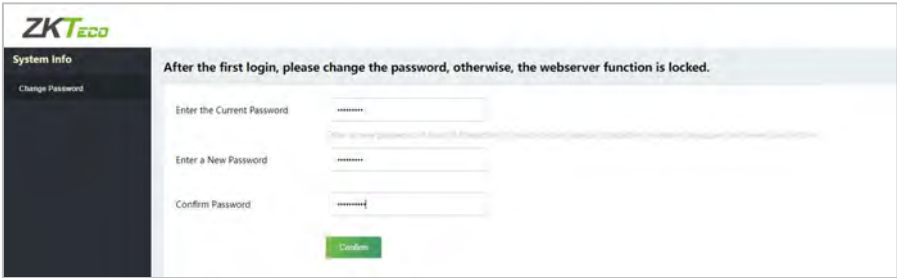 ZKTeco
System Info
After the first login, please change the password, otherwise, the webserver function is locked.
Change Password
Enter the Current Password
Enter a New Password
Confirm Password
Confirm